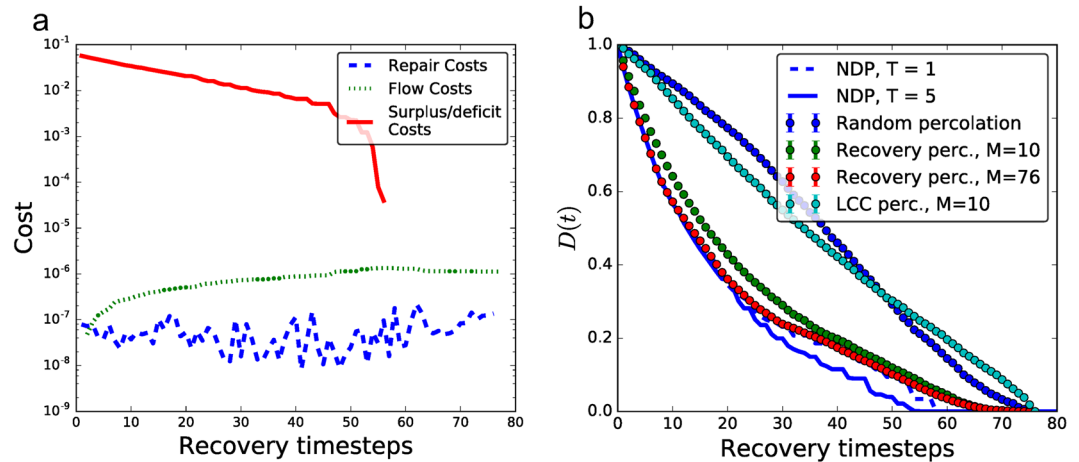 a
10^-1
10^-2
10^-3
10^-4
10^-5
10^-6
10^-7
10^-8
10^-9
Cost
0 10 20 30 40 50 60 70 80
Recovery timesteps
Repair Costs
Flow Costs
Surplus/deficit
Costs
b
1.0
0.8
0.6
0.4
0.2
0.0
D(t)
0 10 20 30 40 50 60 70 80
Recovery timesteps
NDP, T = 1
NDP, T = 5
Random percolation
Recovery perc., M=10
Recovery perc., M=76
LCC perc., M=10